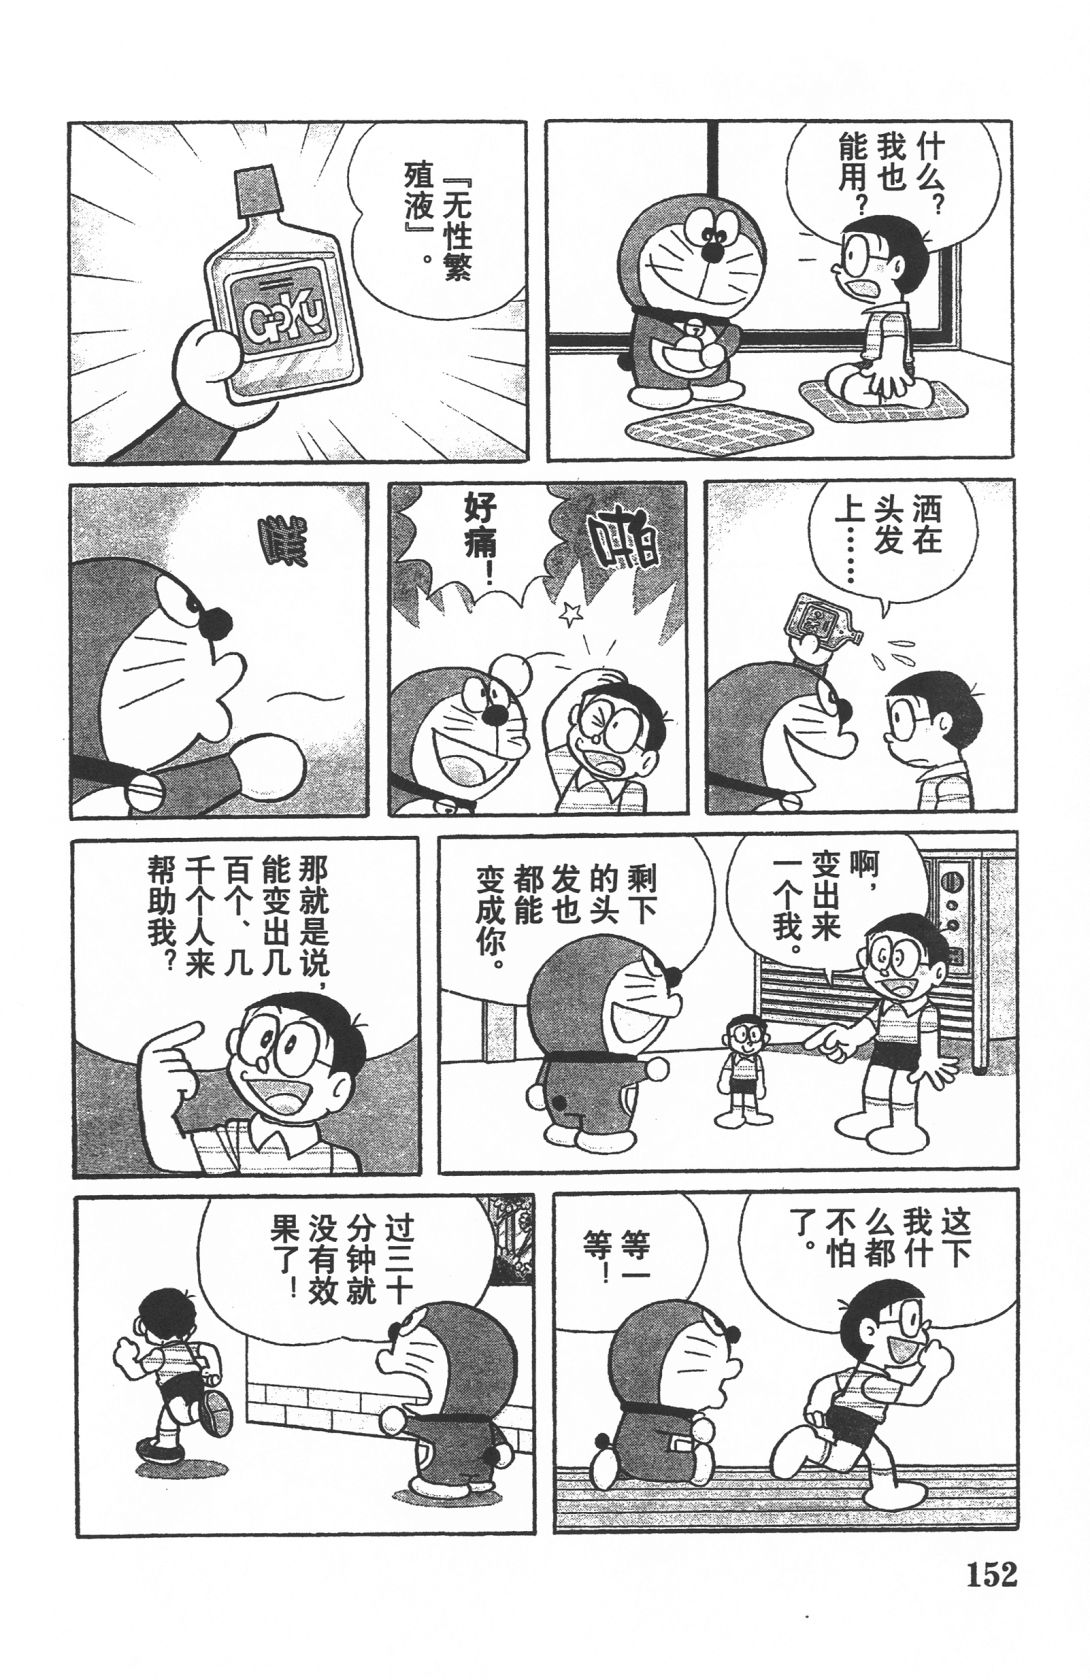 什么?
我也
能用?
『无性繁
殖液』。
GOKU
洒在
头发
上……
啪
好痛!
噗
GOKU
啊,
变出来
一个我。
剩下
的头
发也
都能
变成你。
那就是说,
能变出几
百个、几
千个人来
帮助我?
这下
我什
么都
不怕
了。
等一
等!
过三十
分钟就
没有效
果了!
152